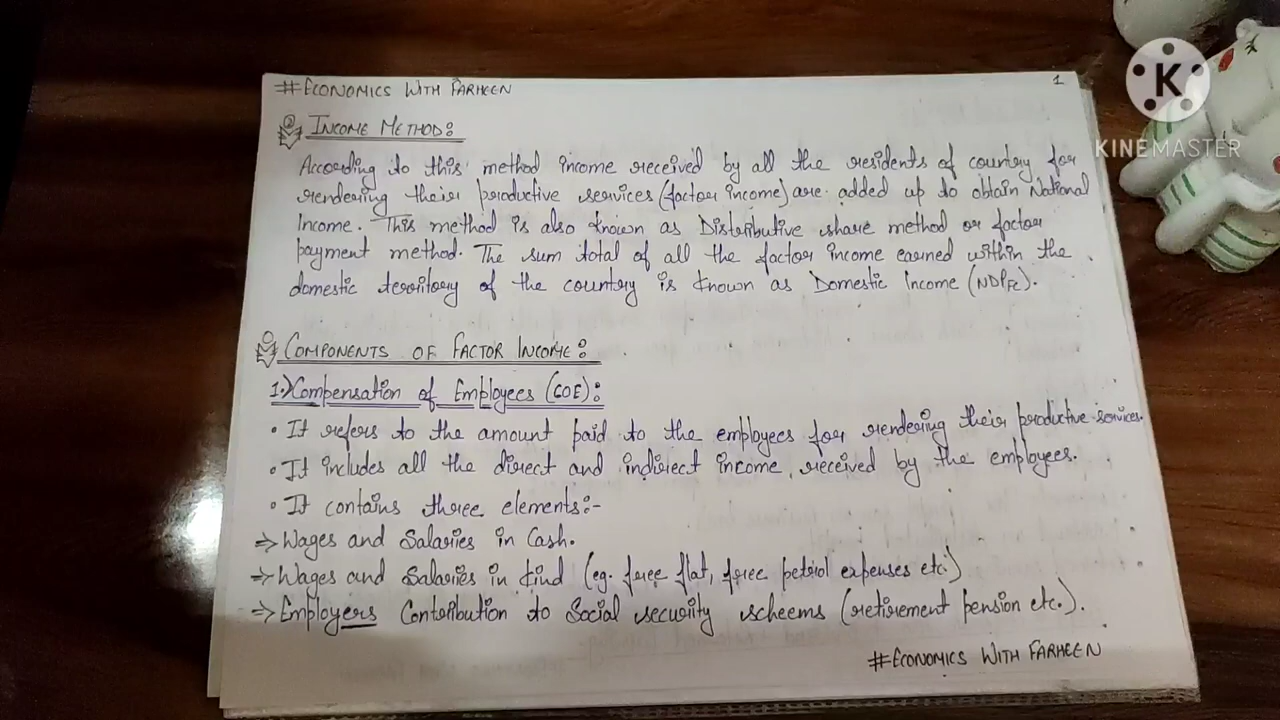 #ECONOMICS WITH FARHEEN
1
K
KINEMASTER
INCOME METHOD:
According to this method income received by all the residents of country for
rendering their productive services (factor income) are added up to obtain National
Income. This method is also known as Distributive share method or factor
payment method. The sum total of all the factor income earned within the
domestic territory of the country is known as Domestic Income (NDPFC).
COMPONENTS OF FACTOR INCOME:
1.) Compensation of Employees (COE):
• It refers to the amount paid to the employees for rendering their productive services.
• It includes all the direct and indirect income received by the employees.
• It contains three elements:-
⇒ Wages and Salaries in Cash.
⇒ Wages and Salaries in kind (eg. free flat, free petrol expenses etc.)
⇒ Employers Contribution to Social security scheems (retirement pension etc.).
#ECONOMICS WITH FARHEEN